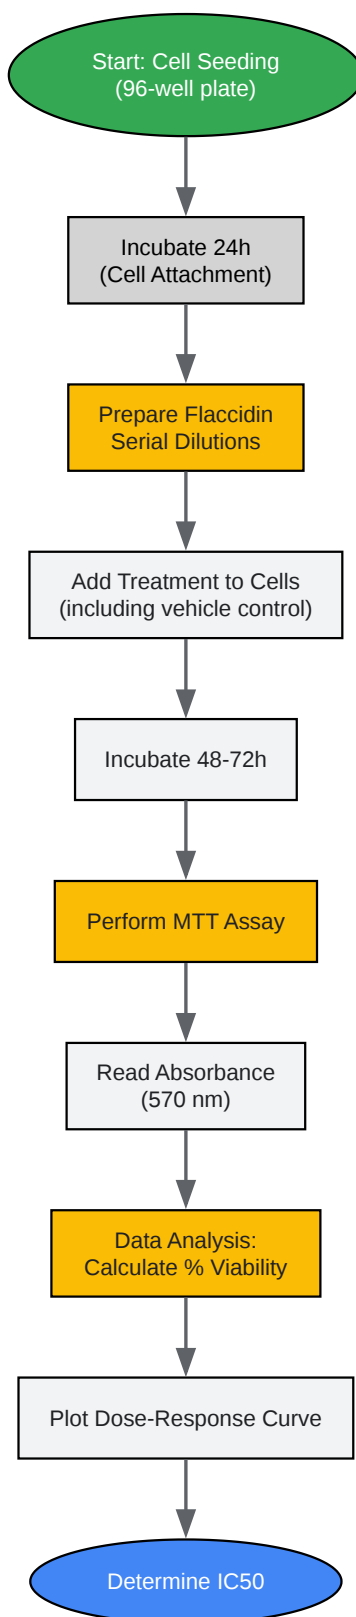 Start: Cell Seeding
(96-well plate)
Incubate 24h
(Cell Attachment)
Prepare Flaccidin
Serial Dilutions
Add Treatment to Cells
(including vehicle control)
Incubate 48-72h
Perform MTT Assay
Read Absorbance
(570 nm)
Data Analysis:
Calculate % Viability
Plot Dose-Response Curve
Determine IC50